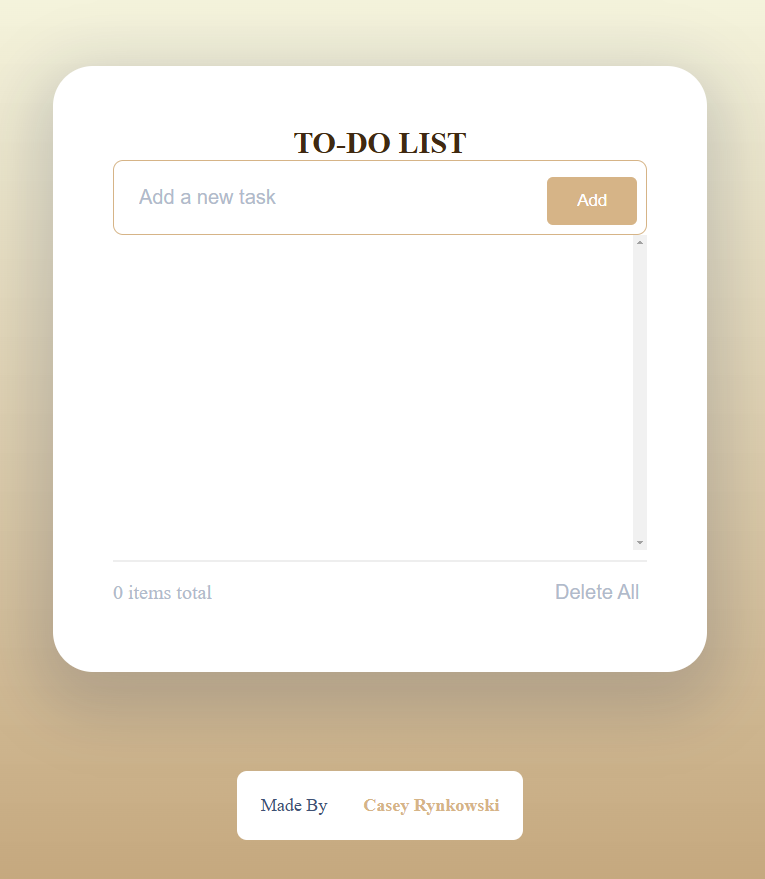 TO-DO LIST
Add a new task
Add
0 items total
Delete All
Made By Casey Rynkowski